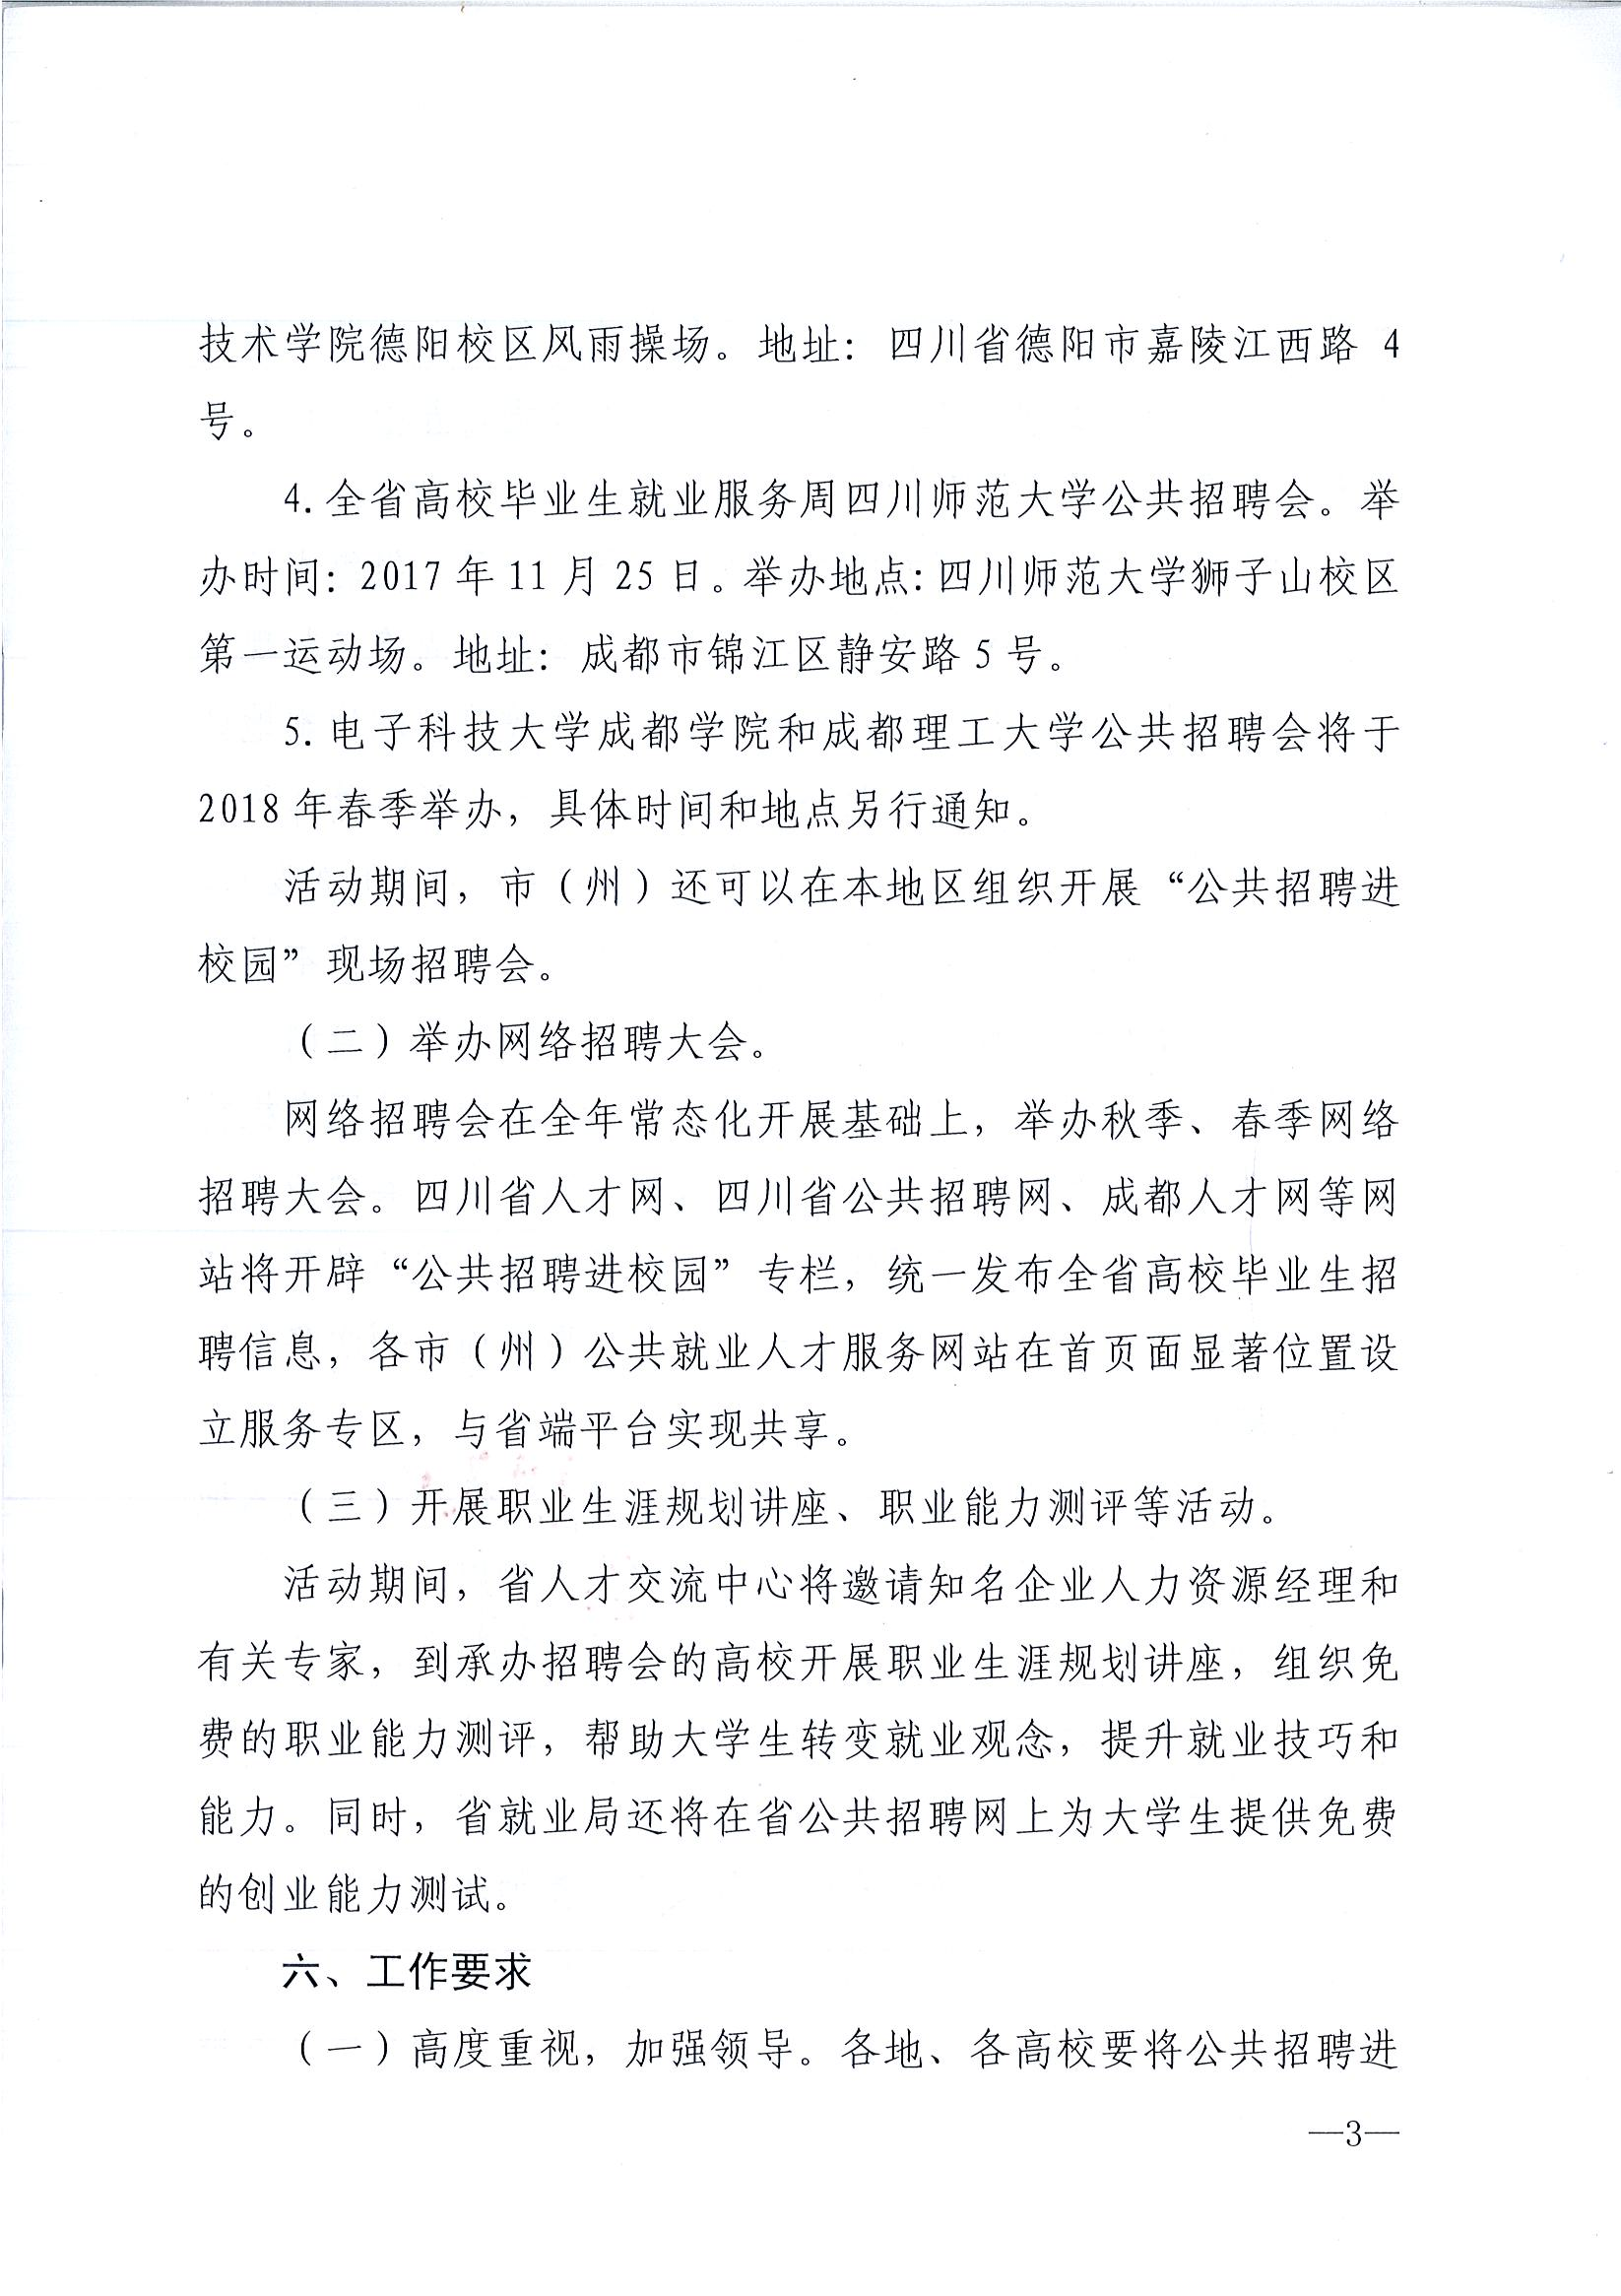 技术学院德阳校区风雨操场。地址：四川省德阳市嘉陵江西路 4
号。
4. 全省高校毕业生就业服务周四川师范大学公共招聘会。举
办时间：2017 年 11 月 25 日。举办地点：四川师范大学狮子山校区
第一运动场。地址：成都市锦江区静安路 5 号。
5. 电子科技大学成都学院和成都理工大学公共招聘会将于
2018 年春季举办，具体时间和地点另行通知。
活动期间，市（州）还可以在本地区组织开展“公共招聘进
校园”现场招聘会。
（二）举办网络招聘大会。
网络招聘会在全年常态化开展基础上，举办秋季、春季网络
招聘大会。四川省人才网、四川省公共招聘网、成都人才网等网
站将开辟“公共招聘进校园”专栏，统一发布全省高校毕业生招
聘信息，各市（州）公共就业人才服务网站在首页面显著位置设
立服务专区，与省端平台实现共享。
（三）开展职业生涯规划讲座、职业能力测评等活动。
活动期间，省人才交流中心将邀请知名企业人力资源经理和
有关专家，到承办招聘会的高校开展职业生涯规划讲座，组织免
费的职业能力测评，帮助大学生转变就业观念，提升就业技巧和
能力。同时，省就业局还将在省公共招聘网上为大学生提供免费
的创业能力测试。
六、工作要求
（一）高度重视，加强领导。各地、各高校要将公共招聘进
—3—